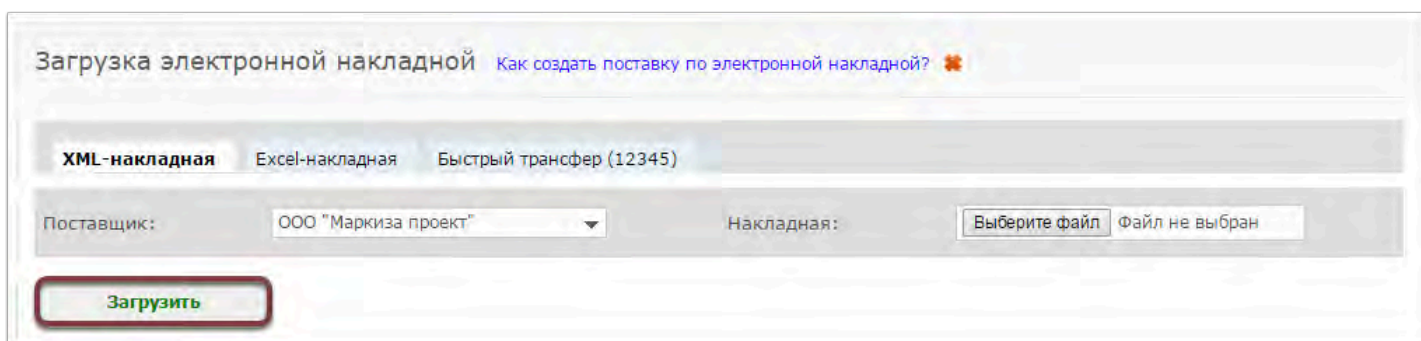 Загрузка электронной накладной Как создать поставку по электронной накладной?
XML-накладная Excel-накладная Быстрый трансфер (12345)
Поставщик: ООО "Маркиза проект" Накладная: Выберите файл Файл не выбран
Загрузить